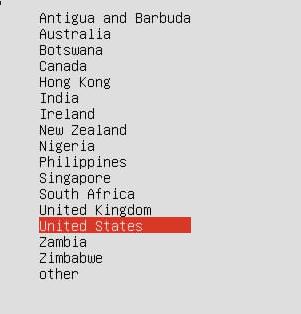 Antigua and Barbuda
Australia
Botswana
Canada
Hong Kong
India
Ireland
New Zealand
Nigeria
Philippines
Singapore
South Africa
United Kingdom
United States
Zambia
Zimbabwe
other